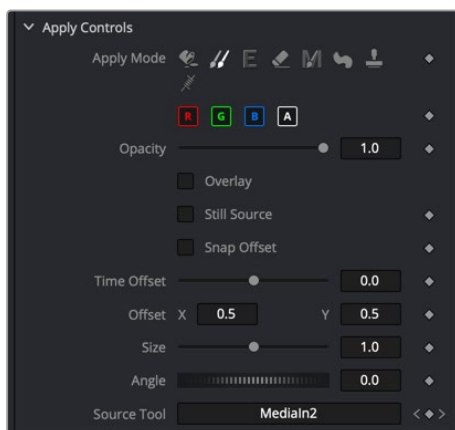 Apply Controls
Apply Mode
R G B A
Opacity 1.0
Overlay
Still Source
Snap Offset
Time Offset 0.0
Offset X 0.5 Y 0.5
Size 1.0
Angle 0.0
Source Tool MediaIn2